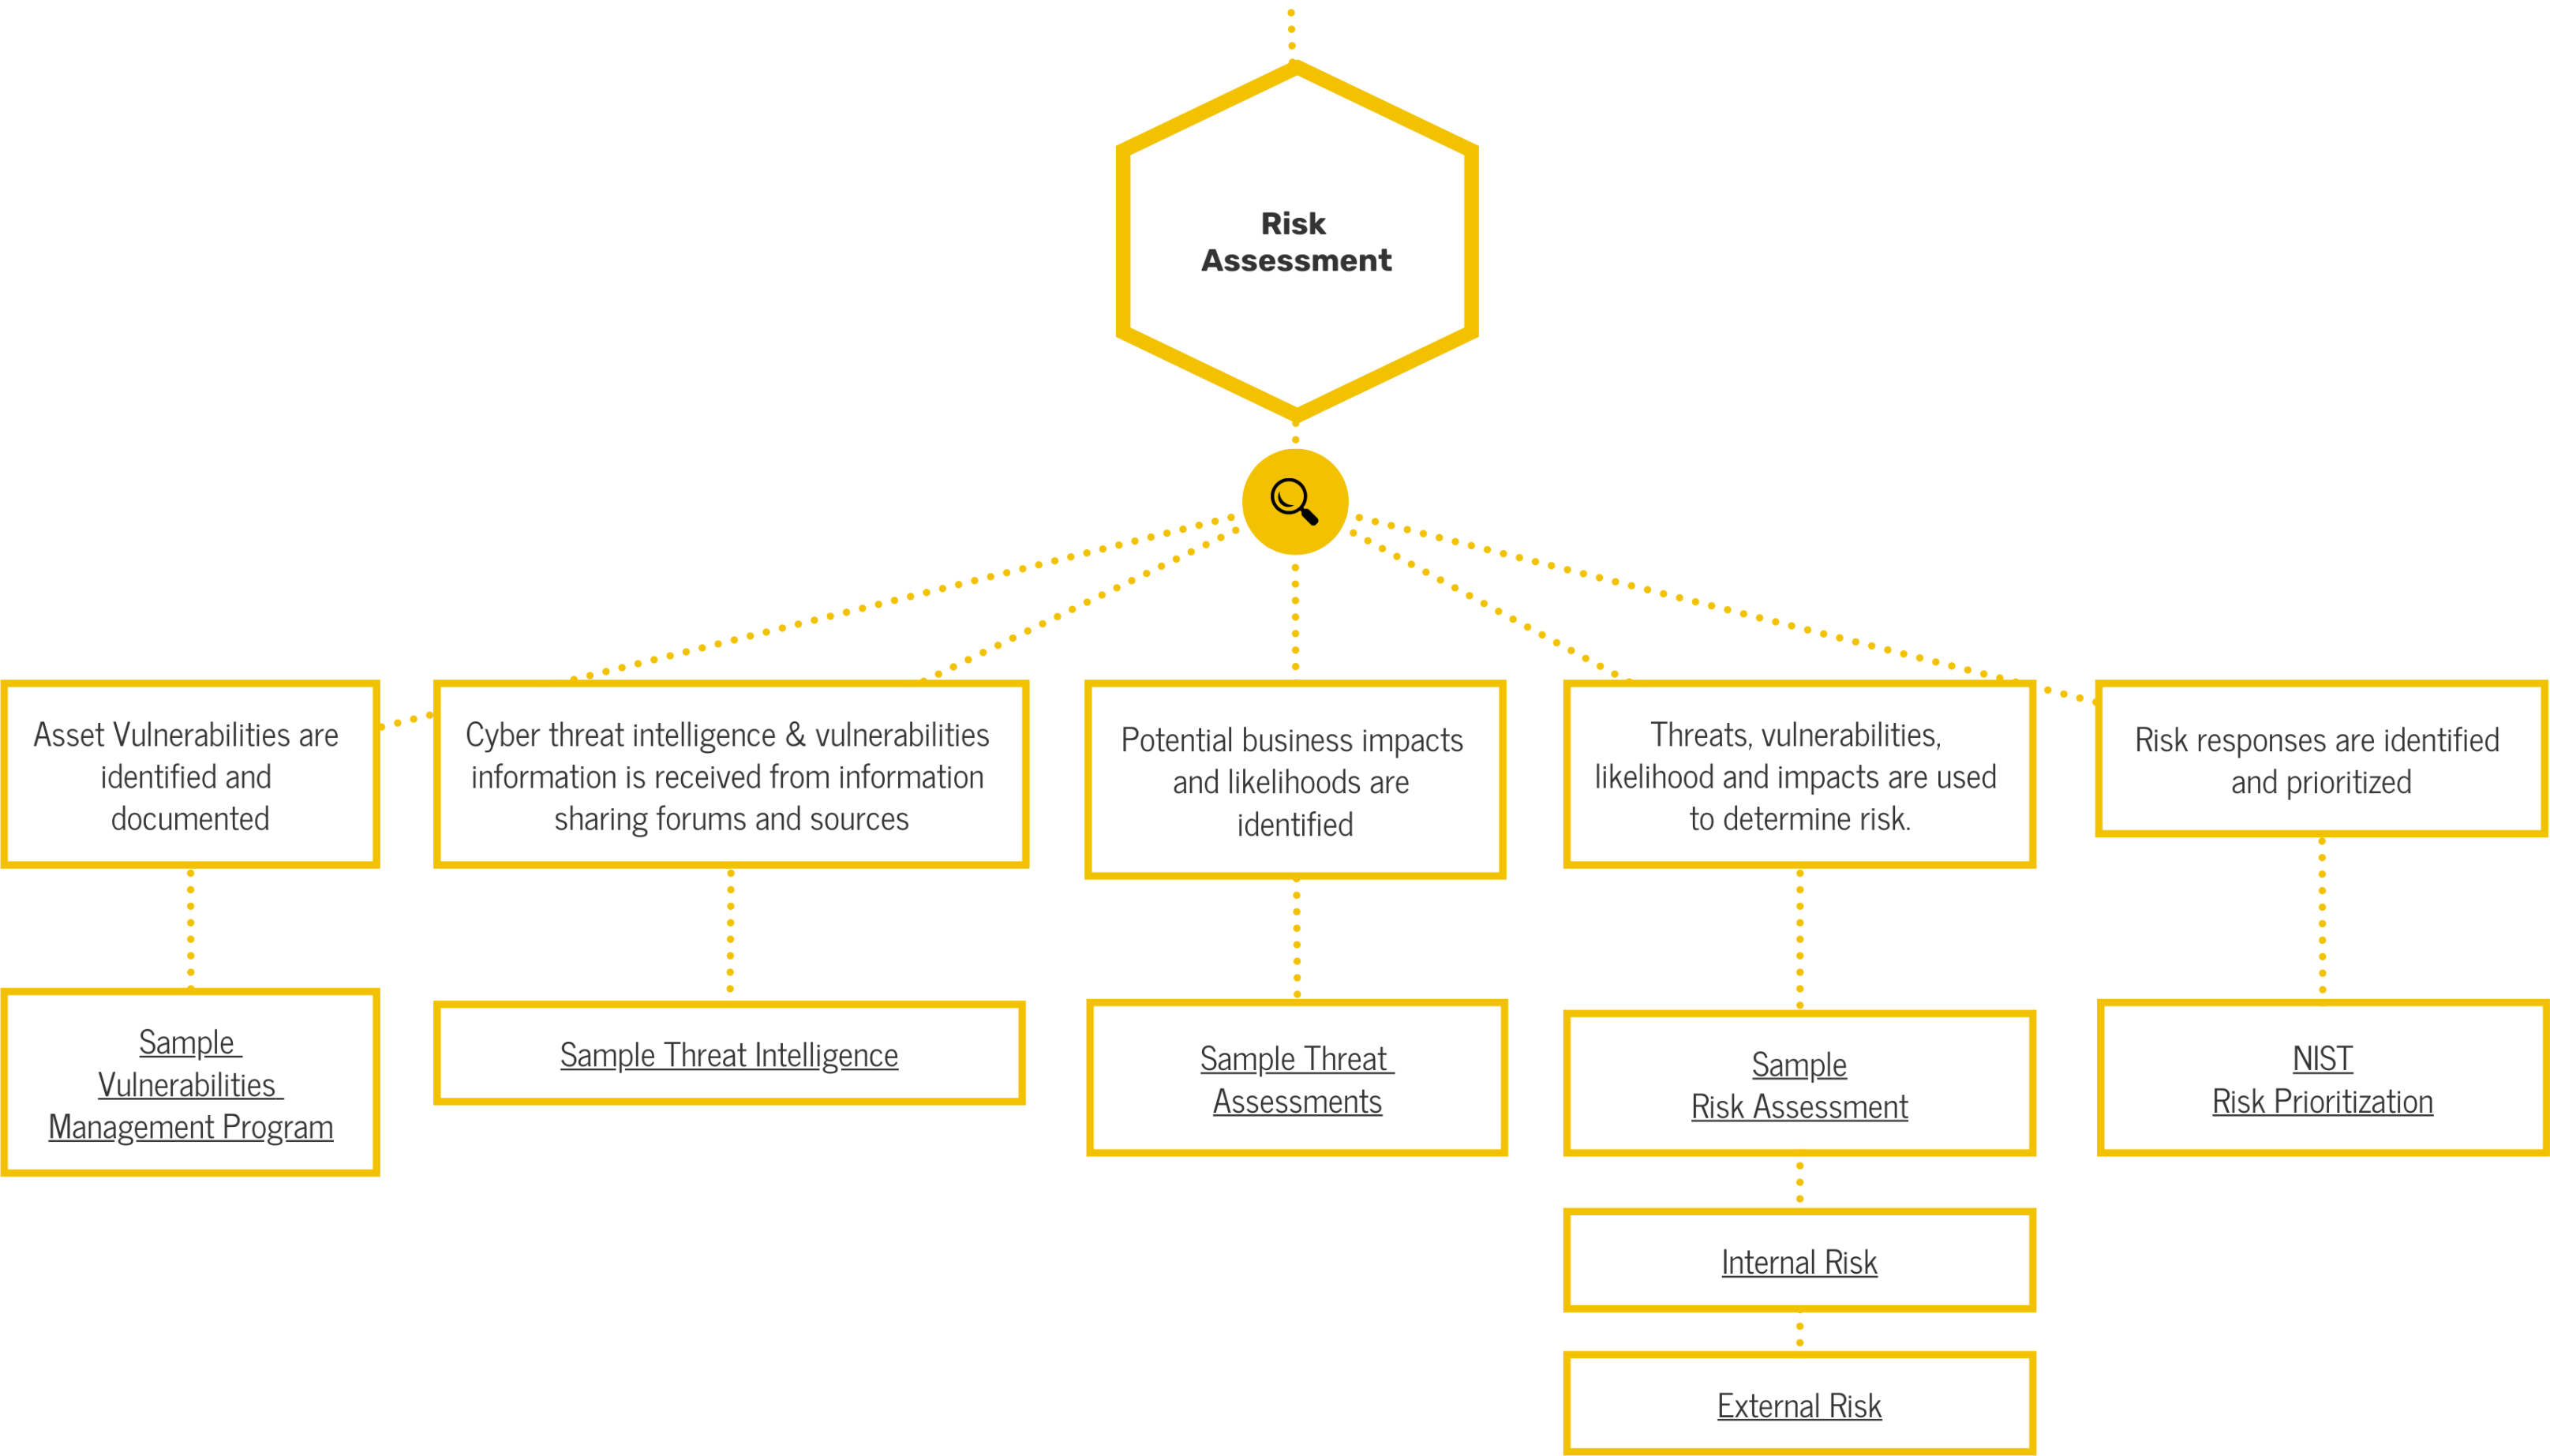 Risk
Assessment
Asset Vulnerabilities are
identified and
documented
Cyber threat intelligence & vulnerabilities
information is received from information
sharing forums and sources
Potential business impacts
and likelihoods are
identified
Threats, vulnerabilities,
likelihood and impacts are used
to determine risk.
Risk responses are identified
and prioritized
Sample
Vulnerabilities
Management Program
Sample Threat Intelligence
Sample Threat
Assessments
Sample
Risk Assessment
NIST
Risk Prioritization
Internal Risk
External Risk